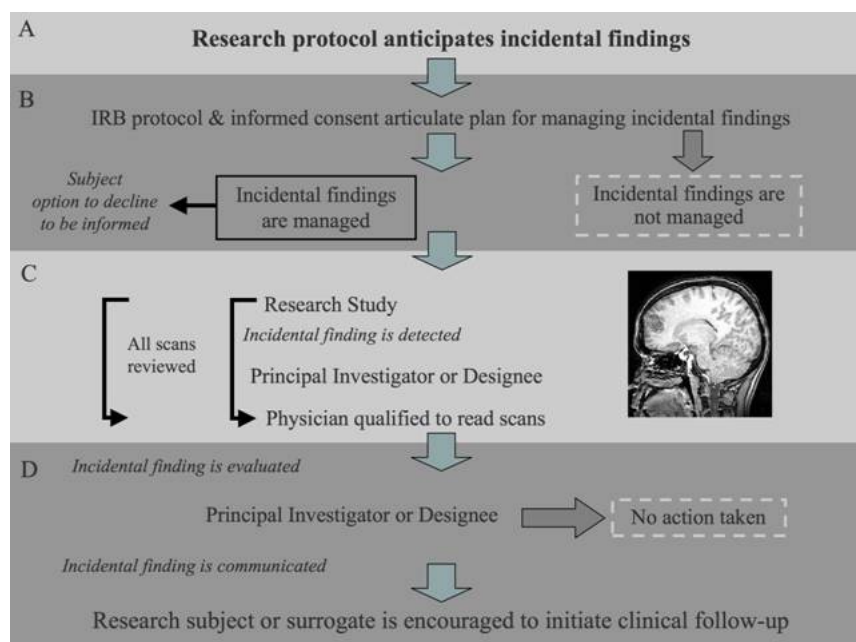 A
Research protocol anticipates incidental findings
B
IRB protocol & informed consent articulate plan for managing incidental findings
Subject
option to decline
to be informed
Incidental findings
are managed
Incidental findings are
not managed
C
All scans
reviewed
Research Study
Incidental finding is detected
Principal Investigator or Designee
Physician qualified to read scans
D
Incidental finding is evaluated
Principal Investigator or Designee
No action taken
Incidental finding is communicated
Research subject or surrogate is encouraged to initiate clinical follow-up